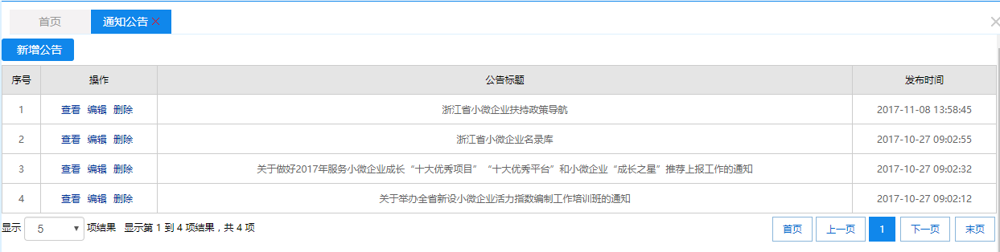 首页 通知公告
新增公告
序号 操作 公告标题 发布时间
1 查看 编辑 删除 浙江省小微企业扶持政策导航 2017-11-08 13:58:45
2 查看 编辑 删除 浙江省小微企业名录库 2017-10-27 09:02:55
3 查看 编辑 删除 关于做好2017年服务小微企业成长“十大优秀项目”“十大优秀平台”和小微企业“成长之星”推荐上报工作的通知 2017-10-27 09:02:32
4 查看 编辑 删除 关于举办全省新设小微企业活力指数编制工作培训班的通知 2017-10-27 09:02:12
显示 5 项结果 显示第 1 到 4 项结果，共 4 项 首页 上一页 1 下一页 末页